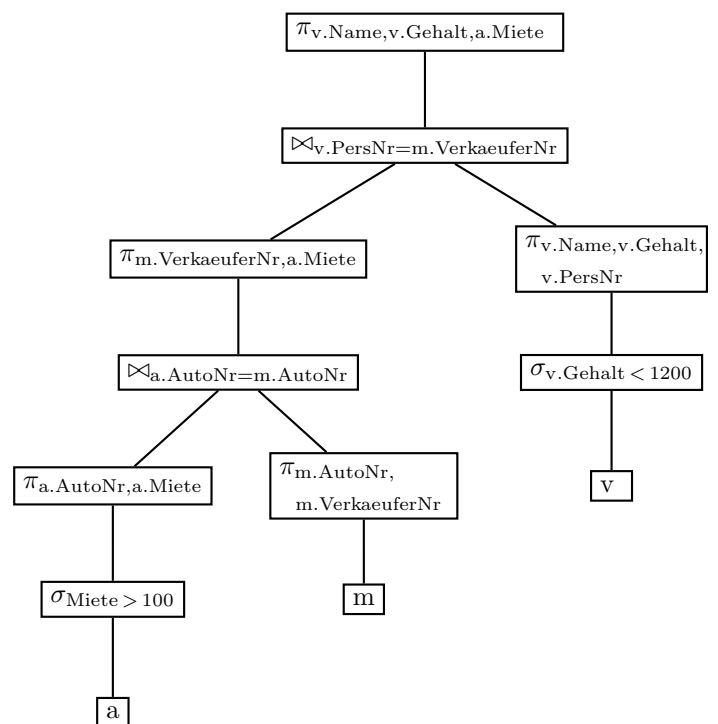 π v.Name,v.Gehalt,a.Miete
⋈ v.PersNr=m.VerkaeuferNr
π m.VerkaeuferNr,a.Miete
π v.Name,v.Gehalt,
v.PersNr
⋈ a.AutoNr=m.AutoNr
σ v.Gehalt < 1200
π a.AutoNr,a.Miete
π m.AutoNr,
m.VerkaeuferNr
v
σ Miete > 100
m
a